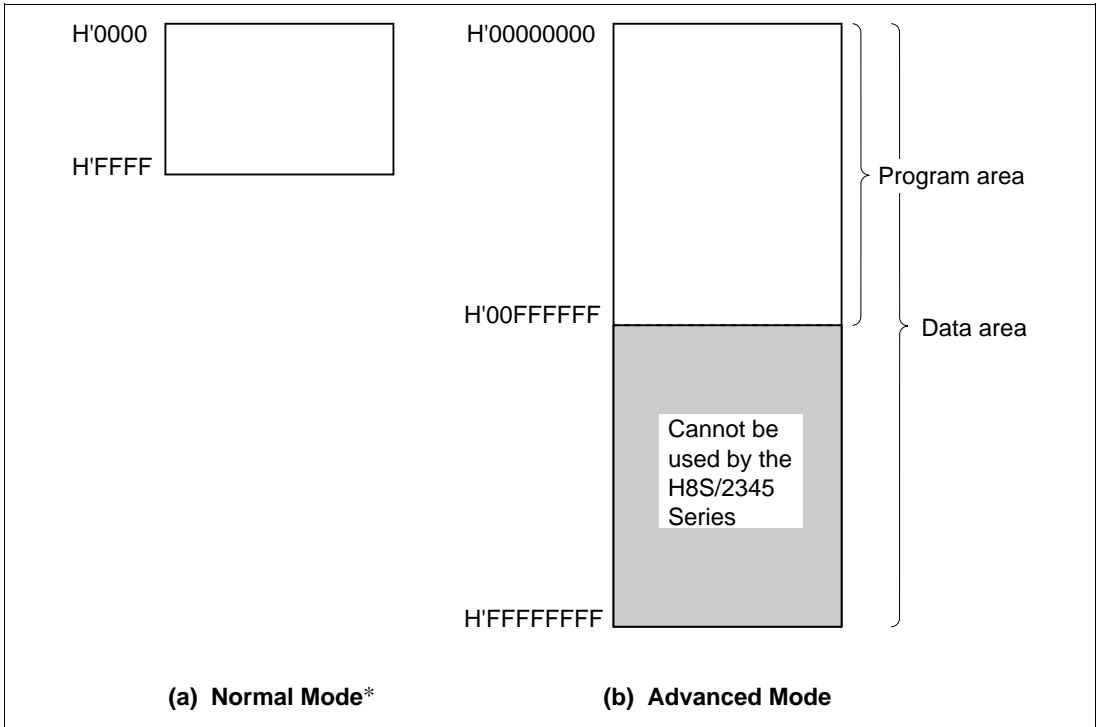 H'0000
H'FFFF
(a) Normal Mode*
H'00000000
H'00FFFFFF
H'FFFFFFFF
Cannot be
used by the
H8S/2345
Series
Program area
Data area
(b) Advanced Mode